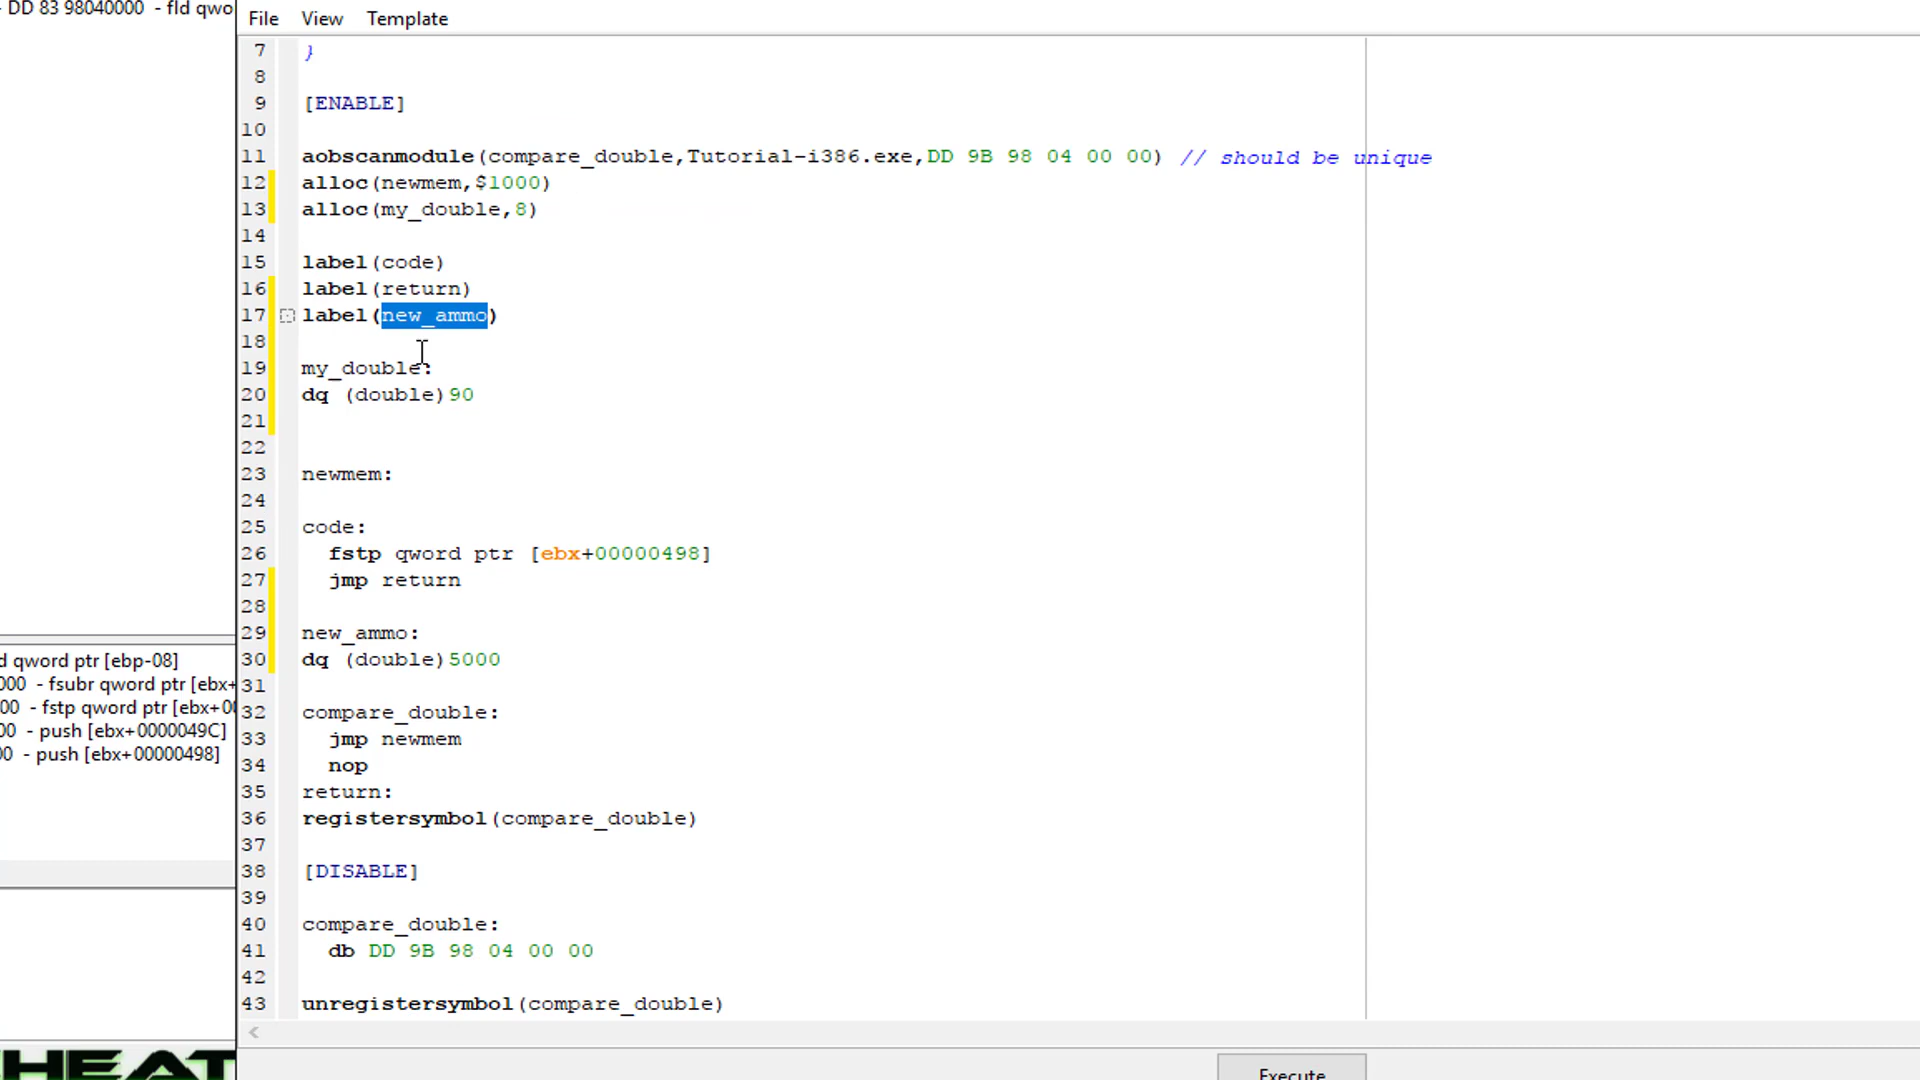 DD 83 98040000 - fld qwo
File View Template
7 }
8
9 [ENABLE]
10
11 aobscanmodule(compare_double,Tutorial-i386.exe,DD 9B 98 04 00 00) // should be unique
12 alloc(newmem,$1000)
13 alloc(my_double,8)
14
15 label(code)
16 label(return)
17 label(new_ammo)
18
19 my_double:
20 dq (double)90
21
22
23 newmem:
24
25 code:
26 fstp qword ptr [ebx+00000498]
27 jmp return
28
29 new_ammo:
30 dq (double)5000
31
32 compare_double:
33 jmp newmem
34 nop
35 return:
36 registersymbol(compare_double)
37
38 [DISABLE]
39
40 compare_double:
41 db DD 9B 98 04 00 00
42
43 unregistersymbol(compare_double)
d qword ptr [ebp-08]
000 - fsubr qword ptr [ebx+
00 - fstp qword ptr [ebx+00
00 - push [ebx+0000049C]
0 - push [ebx+00000498]
HEAT
Execute